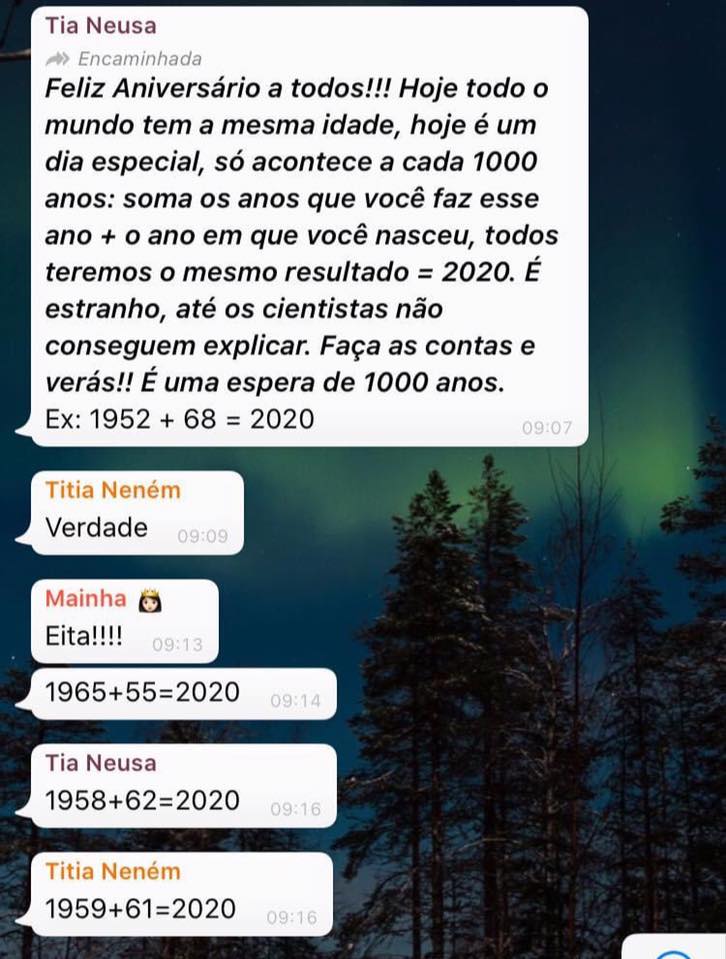 Tia Neusa
Encaminhada
Feliz Aniversário a todos!!! Hoje todo o
mundo tem a mesma idade, hoje é um
dia especial, só acontece a cada 1000
anos: soma os anos que você faz esse
ano + o ano em que você nasceu, todos
teremos o mesmo resultado = 2020. É
estranho, até os cientistas não
conseguem explicar. Faça as contas e
verás!! É uma espera de 1000 anos.
Ex: 1952 + 68 = 2020
09:07
Titia Neném
Verdade 09:09
Mainha 👸🏻
Eita!!!! 09:13
1965+55=2020 09:14
Tia Neusa
1958+62=2020 09:16
Titia Neném
1959+61=2020 09:16